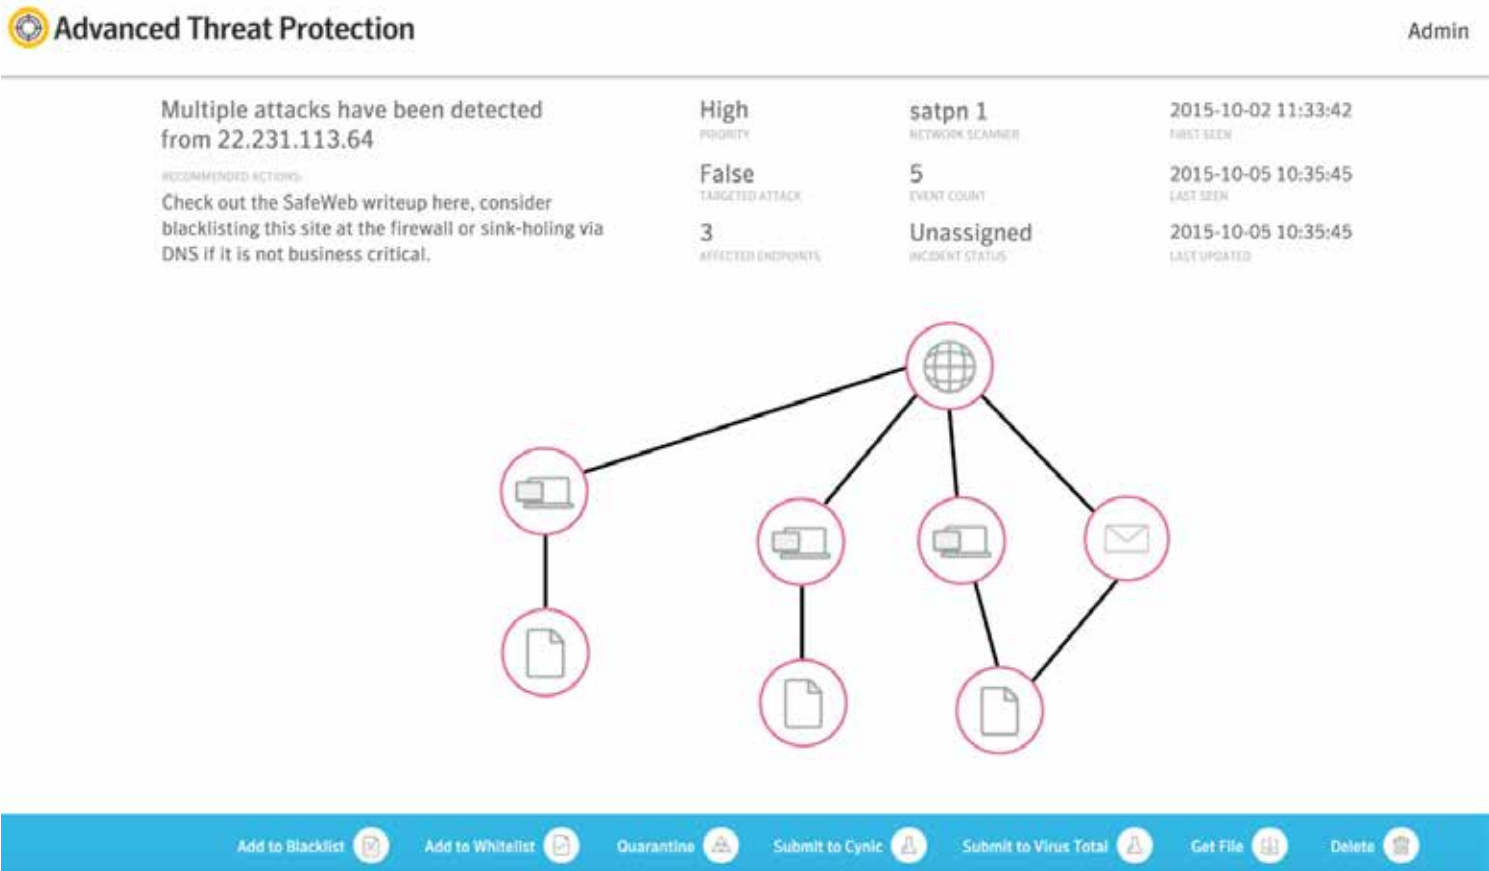 Advanced Threat Protection
Admin
Multiple attacks have been detected
from 22.231.113.64
RECOMMENDED ACTIONS:
Check out the SafeWeb writeup here, consider
blacklisting this site at the firewall or sink-holing via
DNS if it is not business critical.
High
PRIORITY
False
TARGETED ATTACK
3
AFFECTED ENDPOINTS
satpn 1
NETWORK SCANNER
5
EVENT COUNT
Unassigned
INCIDENT STATUS
2015-10-02 11:33:42
FIRST SEEN
2015-10-05 10:35:45
LAST SEEN
2015-10-05 10:35:45
LAST UPDATED
Add to Blacklist
Add to Whitelist
Quarantine
Submit to Cynic
Submit to Virus Total
Get File
Delete